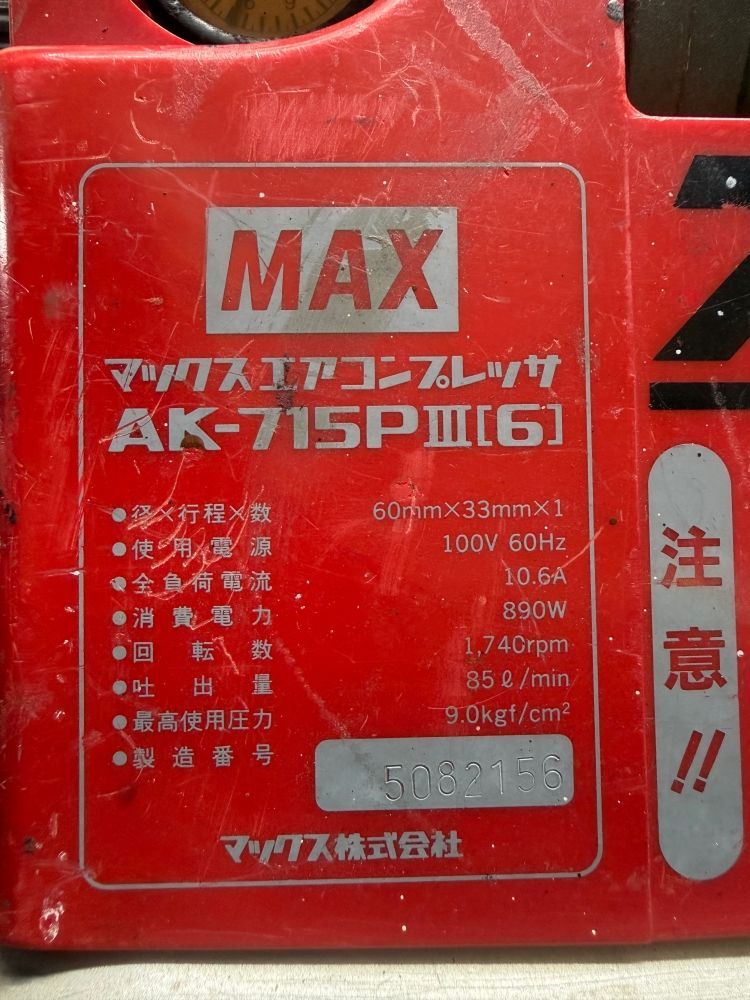 MAX
マックスエアコンプレッサ
AK-715PⅢ[6]
●径×行程×数 60mm×33mm×1
●使用電源 100V 60Hz
●全負荷電流 10.6A
●消費電力 890W
●回転数 1,740rpm
●吐出量 85ℓ/min
●最高使用圧力 9.0kgf/cm²
●製造番号 5082156
マックス株式会社
注意!!